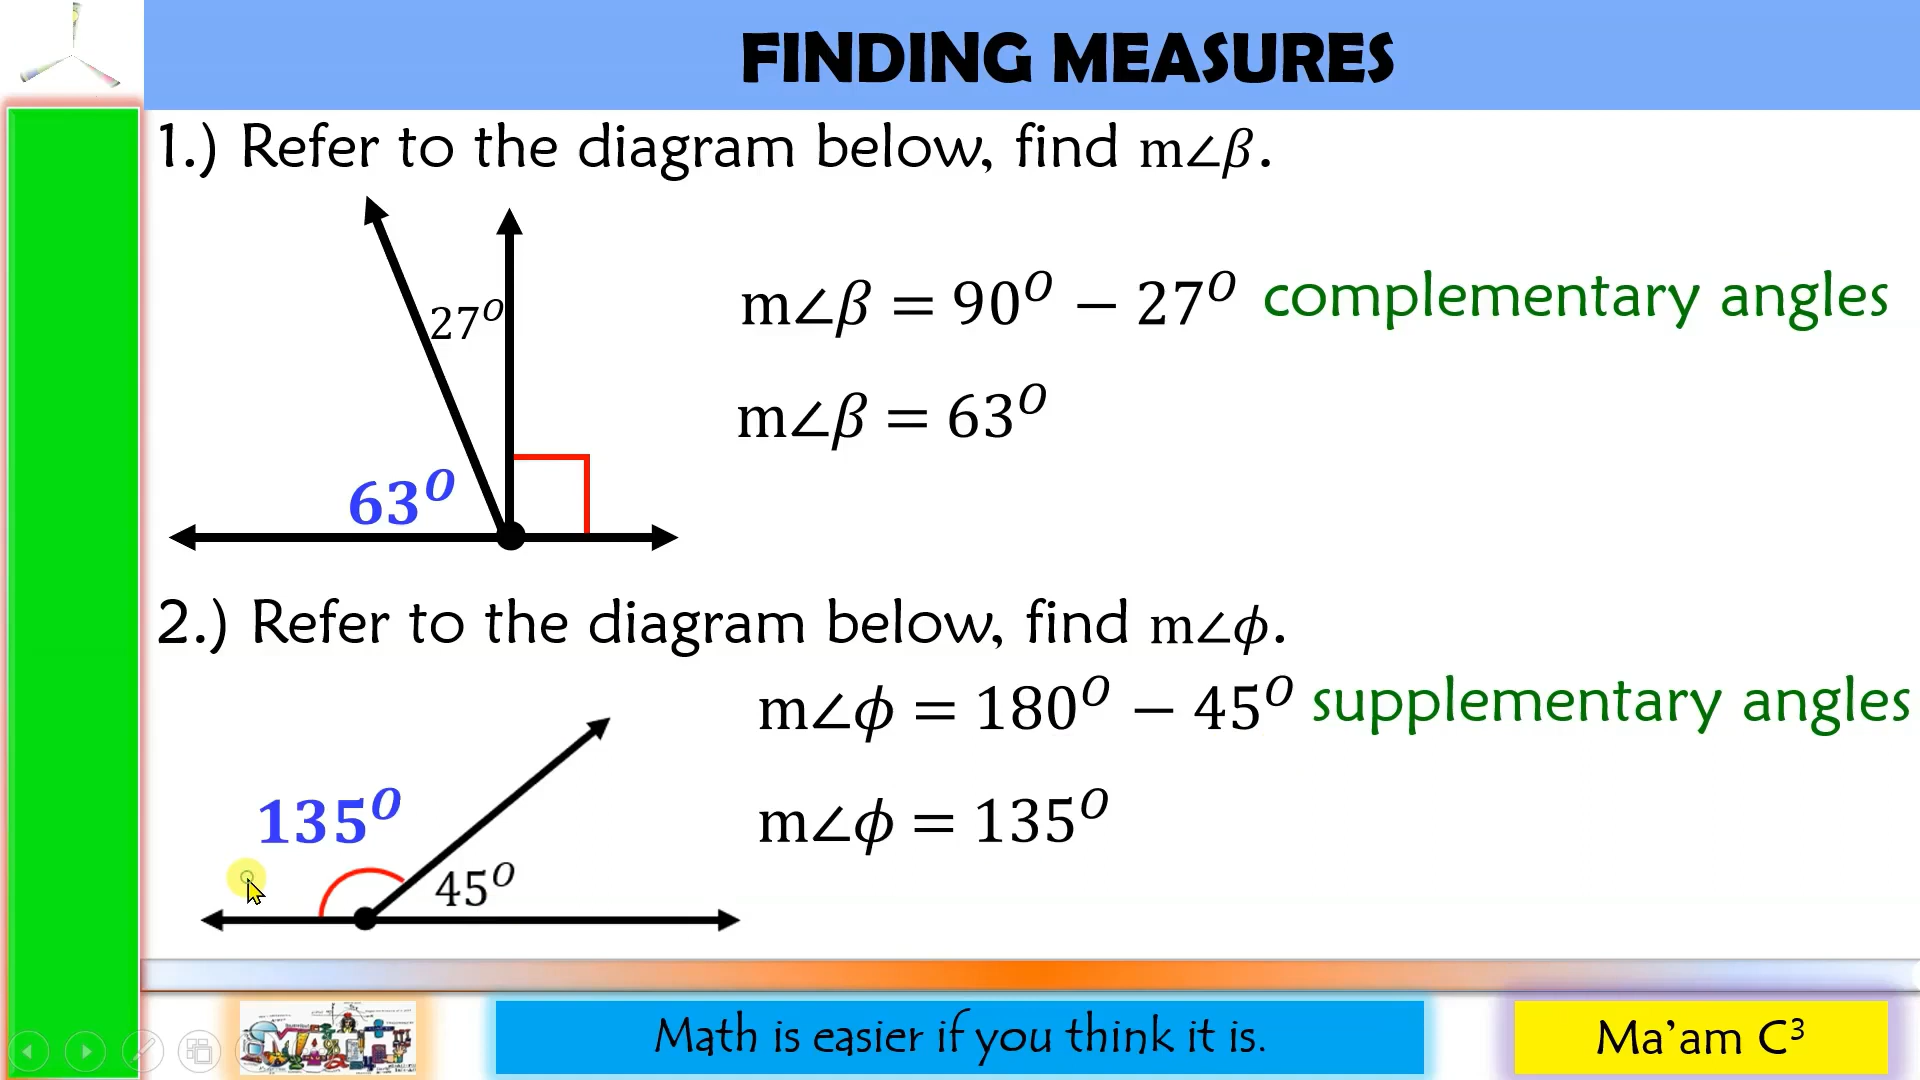 FINDING MEASURES
1.) Refer to the diagram below, find m∠β.
27°
m∠β = 90° − 27° complementary angles
m∠β = 63°
63°
2.) Refer to the diagram below, find m∠ϕ.
m∠ϕ = 180° − 45° supplementary angles
135°
m∠ϕ = 135°
45°
MATH
Math is easier if you think it is.
Ma'am C³